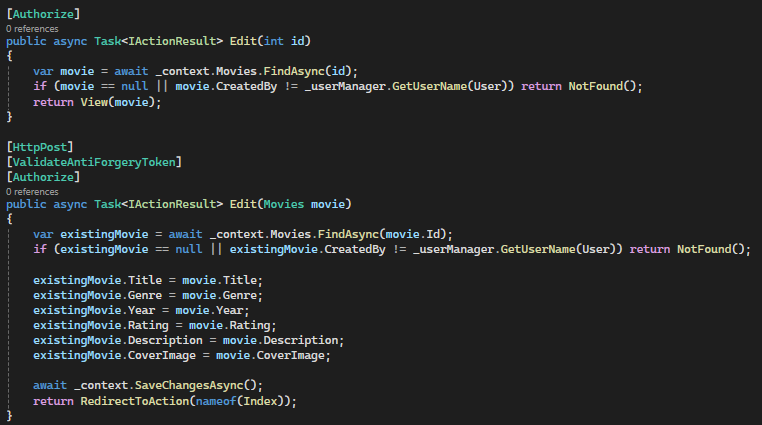 [Authorize]
0 references
public async Task<IActionResult> Edit(int id)
{
var movie = await _context.Movies.FindAsync(id);
if (movie == null || movie.CreatedBy != _userManager.GetUserName(User)) return NotFound();
return View(movie);
}
[HttpPost]
[ValidateAntiForgeryToken]
[Authorize]
0 references
public async Task<IActionResult> Edit(Movies movie)
{
var existingMovie = await _context.Movies.FindAsync(movie.Id);
if (existingMovie == null || existingMovie.CreatedBy != _userManager.GetUserName(User)) return NotFound();
existingMovie.Title = movie.Title;
existingMovie.Genre = movie.Genre;
existingMovie.Year = movie.Year;
existingMovie.Rating = movie.Rating;
existingMovie.Description = movie.Description;
existingMovie.CoverImage = movie.CoverImage;
await _context.SaveChangesAsync();
return RedirectToAction(nameof(Index));
}